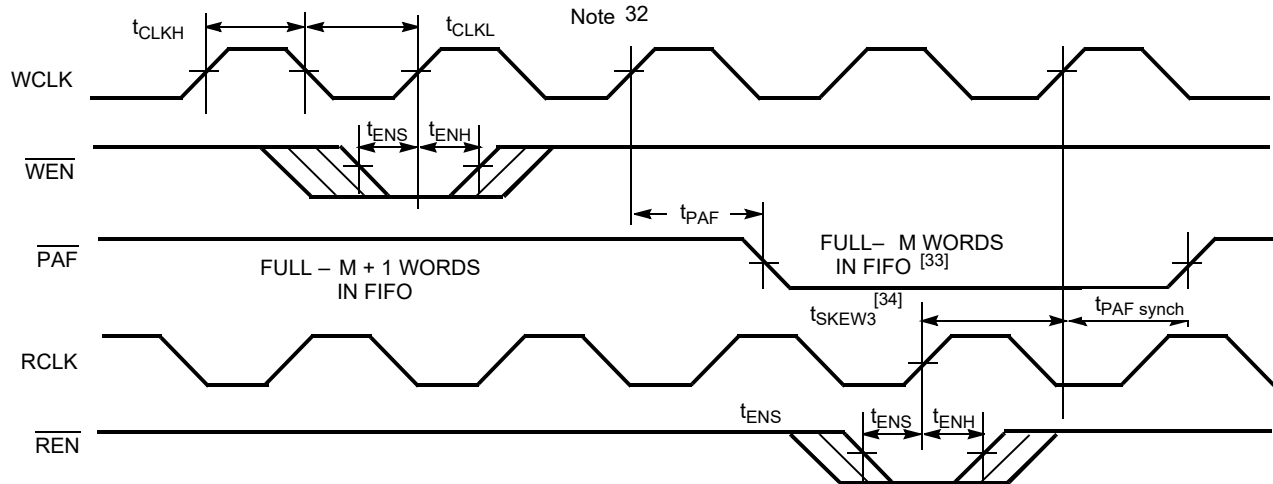 Note 32
tCLKH
tCLKL
WCLK
tENS
tENH
WEN
tPAF
PAF
FULL – M + 1 WORDS
IN FIFO
FULL– M WORDS
IN FIFO [33]
[34]
tSKEW3
tPAF synch
RCLK
tENS
tENS
tENH
REN